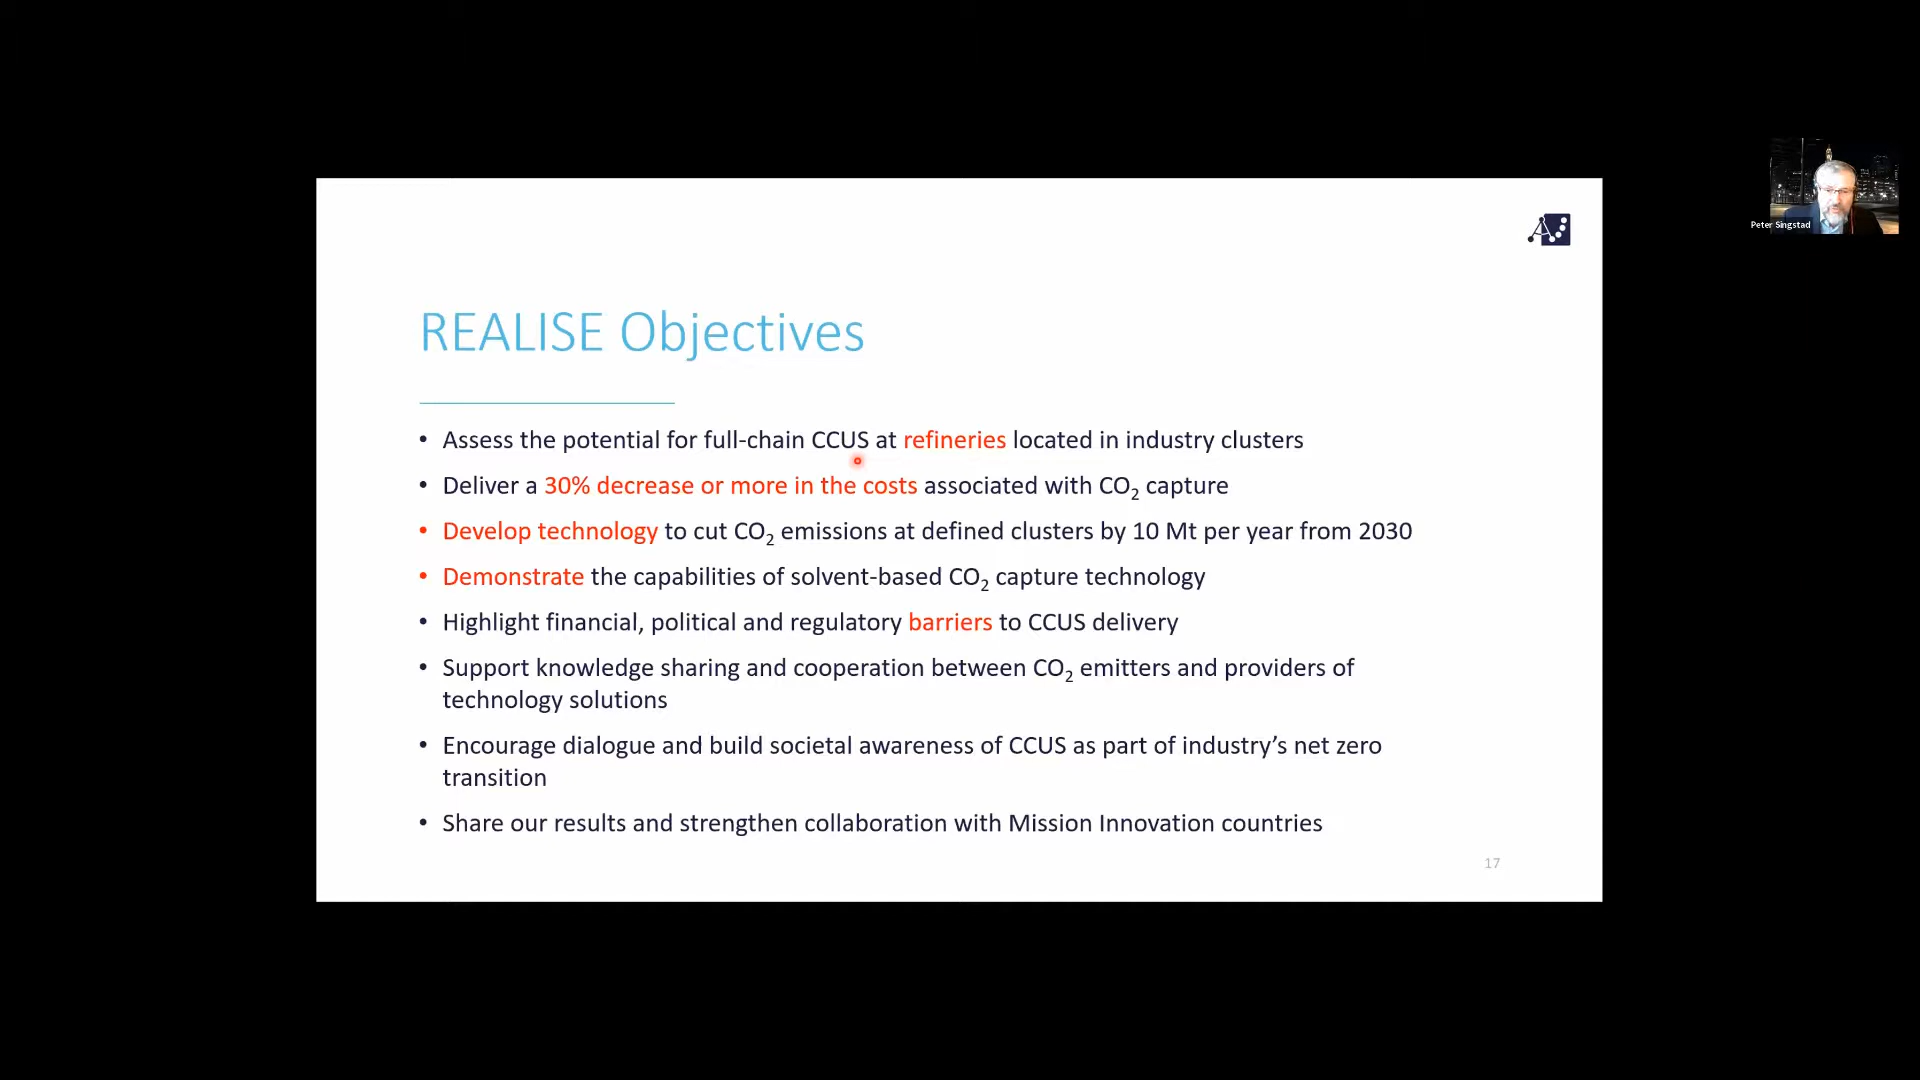 Peter Singstad
REALISE Objectives
• Assess the potential for full-chain CCUS at refineries located in industry clusters
• Deliver a 30% decrease or more in the costs associated with CO₂ capture
• Develop technology to cut CO₂ emissions at defined clusters by 10 Mt per year from 2030
• Demonstrate the capabilities of solvent-based CO₂ capture technology
• Highlight financial, political and regulatory barriers to CCUS delivery
• Support knowledge sharing and cooperation between CO₂ emitters and providers of
technology solutions
• Encourage dialogue and build societal awareness of CCUS as part of industry’s net zero
transition
• Share our results and strengthen collaboration with Mission Innovation countries
17